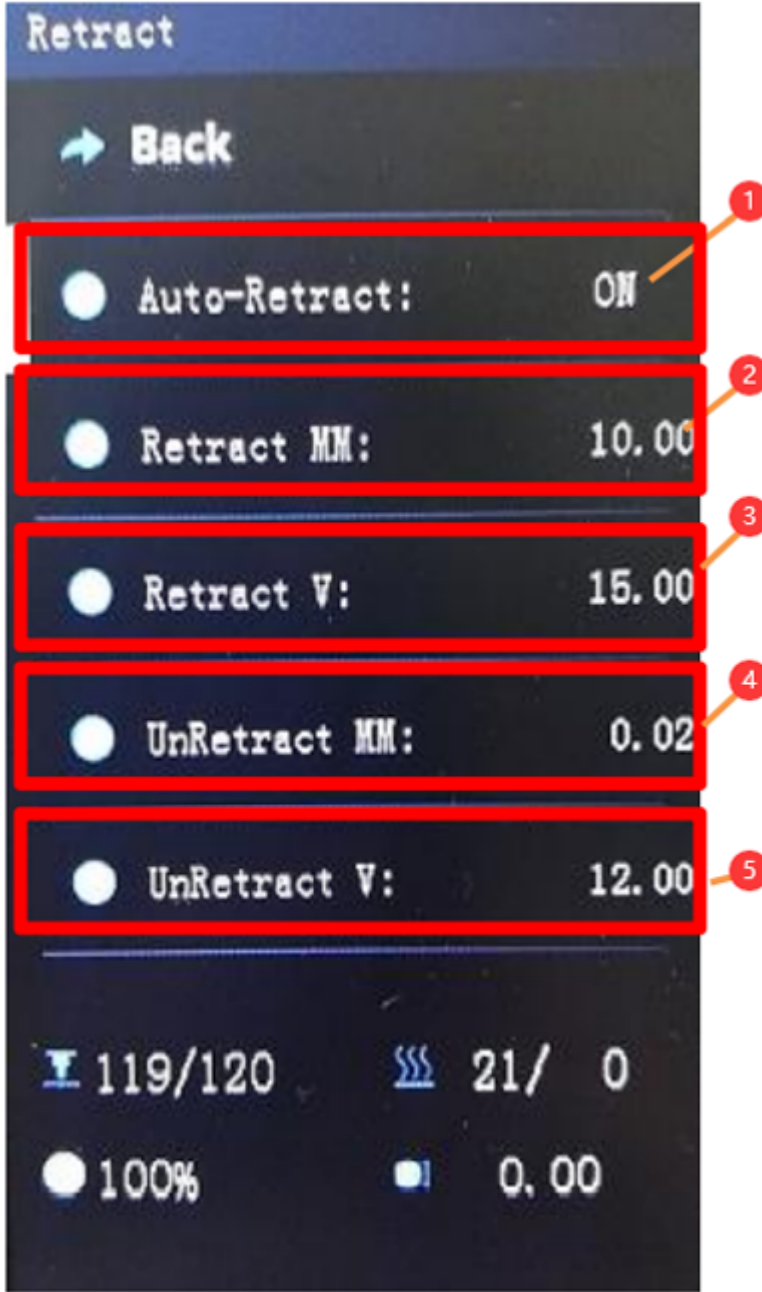 Retract
Back
1
Auto-Retract: ON
2
Retract MM: 10.00
3
Retract V: 15.00
4
UnRetract MM: 0.02
5
UnRetract V: 12.00
119/120 21/ 0
100% 0.00